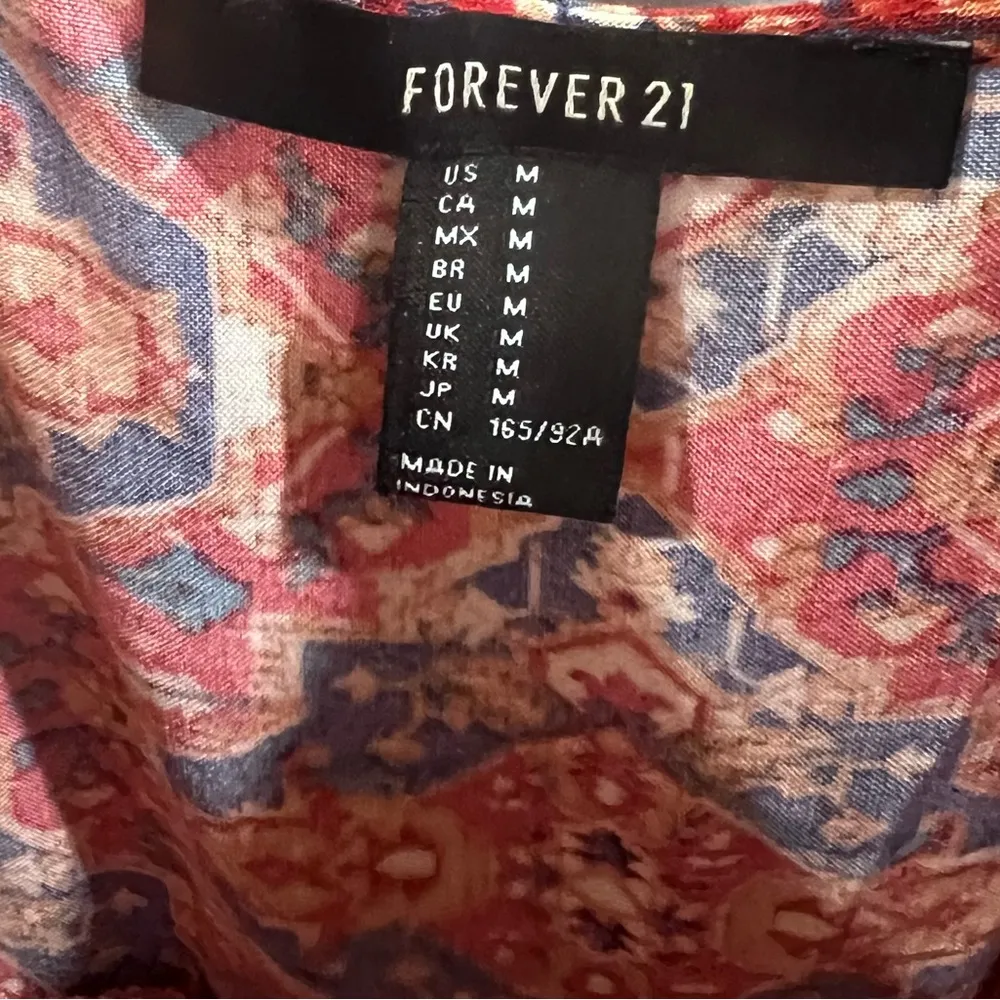 FOREVER 21
US M
CA M
MX M
BR M
EU M
UK M
KR M
JP M
CN 165/92A
MADE IN
INDONESIA